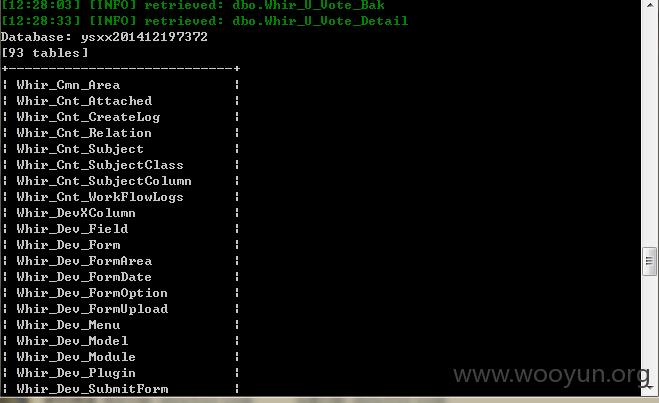 [12:28:03] [INFO] retrieved: dbo.Whir_U_Vote_Bak
[12:28:33] [INFO] retrieved: dbo.Whir_U_Vote_Detail
Database: ysxx201412197372
[93 tables]
+----------------------------+
¦ Whir_Cmn_Area ¦
¦ Whir_Cnt_Attached ¦
¦ Whir_Cnt_CreateLog ¦
¦ Whir_Cnt_Relation ¦
¦ Whir_Cnt_Subject ¦
¦ Whir_Cnt_SubjectClass ¦
¦ Whir_Cnt_SubjectColumn ¦
¦ Whir_Cnt_WorkFlowLogs ¦
¦ Whir_DevXColumn ¦
¦ Whir_Dev_Field ¦
¦ Whir_Dev_Form ¦
¦ Whir_Dev_FormArea ¦
¦ Whir_Dev_FormDate ¦
¦ Whir_Dev_FormOption ¦
¦ Whir_Dev_FormUpload ¦
¦ Whir_Dev_Menu ¦
¦ Whir_Dev_Model ¦
¦ Whir_Dev_Module ¦
¦ Whir_Dev_Plugin ¦
¦ Whir_Dev_SubmitForm ¦
www.wooyun.org